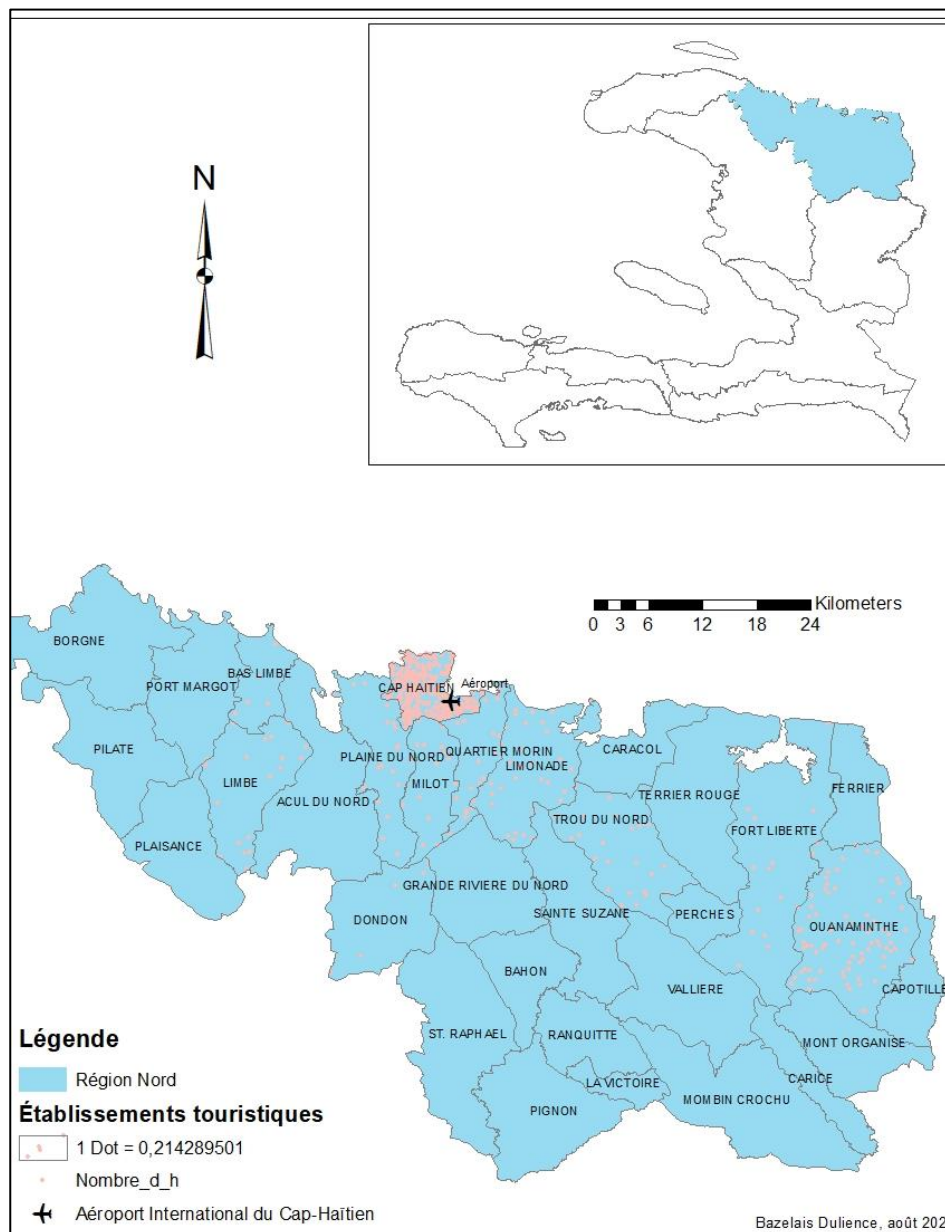 N
Kilometers
0 3 6 12 18 24
BORGNE
BAS LIMBE
PORT MARGOT
CAP HAITIEN
Aéroport
PILATE
LIMBE
PLAINE DU NORD
QUARTIER MORIN
CARACOL
MILOT
LIMONADE
ACUL DU NORD
TERRIER ROUGE
FERRIER
TROU DU NORD
FORT LIBERTE
PLAISANCE
GRANDE RIVIERE DU NORD
DONDON
SAINTE SUZANE
PERCHES
OUANAMINTHE
BAHON
VALLIERE
CAPOTILLE
ST. RAPHAEL
RANQUITTE
MONT ORGANISE
LA VICTOIRE
CARICE
PIGNON
MOMBIN CROCHU
Légende
Région Nord
Établissements touristiques
1 Dot = 0,214289501
Nombre_d_h
Aéroport International du Cap-Haïtien
Bazelais Dulience, août 202